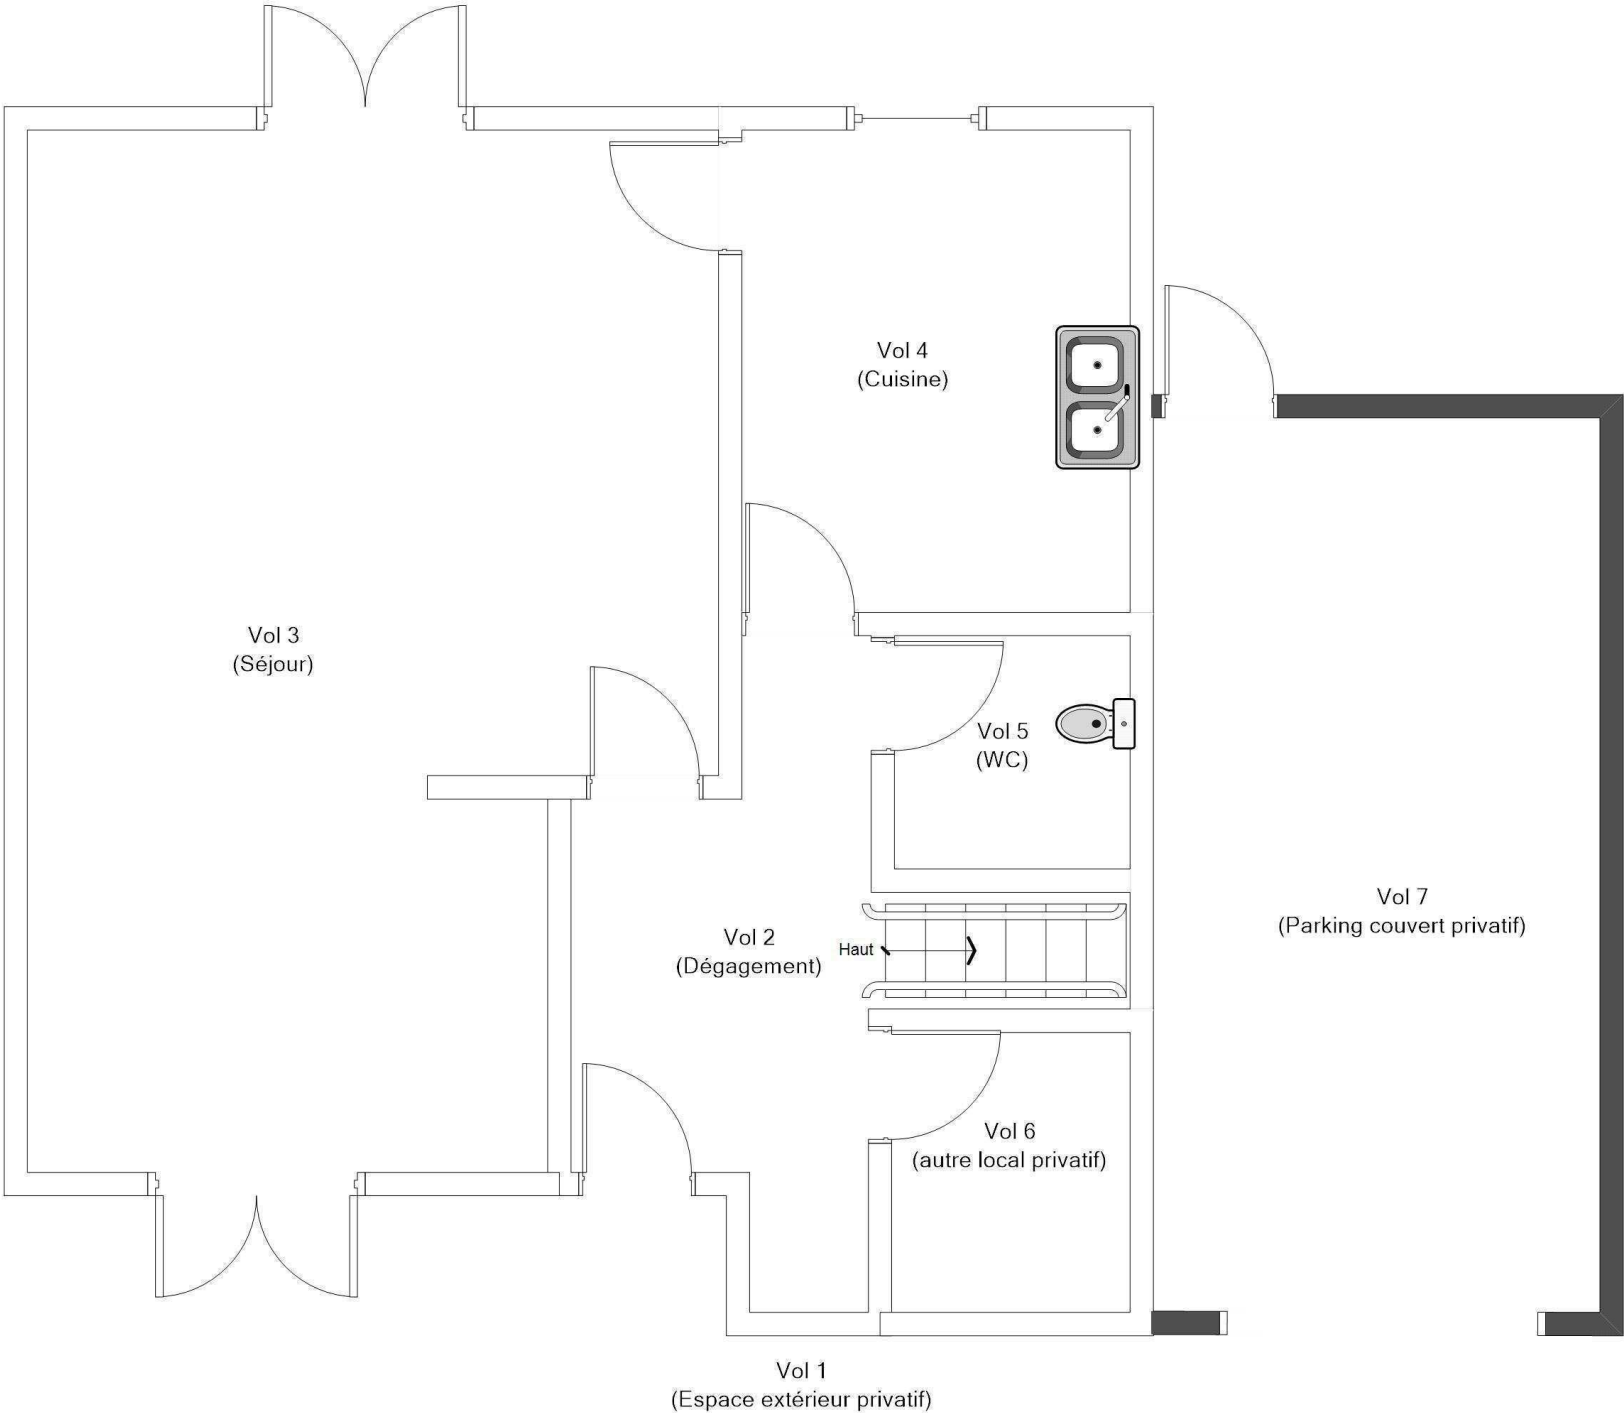 Vol 4
(Cuisine)
Vol 3
(Séjour)
Vol 5
(WC)
Vol 7
(Parking couvert privatif)
Vol 2
(Dégagement)
Haut
Vol 6
(autre local privatif)
Vol 1
(Espace extérieur privatif)